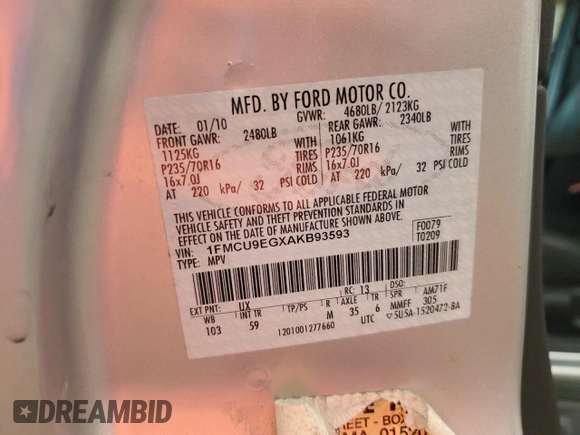 MFD. BY FORD MOTOR CO.
DATE: 01/10 GVWR: 4680LB/ 2123KG
FRONT GAWR: 2480LB REAR GAWR: 2340LB
1125KG WITH 1061KG WITH
P235/70R16 TIRES P235/70R16 TIRES
16x7.0J RIMS 16x7.0J RIMS
AT 220 kPa/ 32 PSI COLD AT 220 kPa/ 32 PSI COLD
THIS VEHICLE CONFORMS TO ALL APPLICABLE FEDERAL MOTOR
VEHICLE SAFETY AND THEFT PREVENTION STANDARDS IN
EFFECT ON THE DATE OF MANUFACTURE SHOWN ABOVE.
VIN: 1FMCU9EGXAKB93593 F0079
TYPE: MPV T0209
EXT PNT: UX RC: 13 DSO:
WB INT TR TP/PS R AXLE TR SPR AM71F
103 59 M 35 6 MMFF 305
1201001277660 UTC ▽5U5A-1520472-BA
REET - BO
DREAMBID